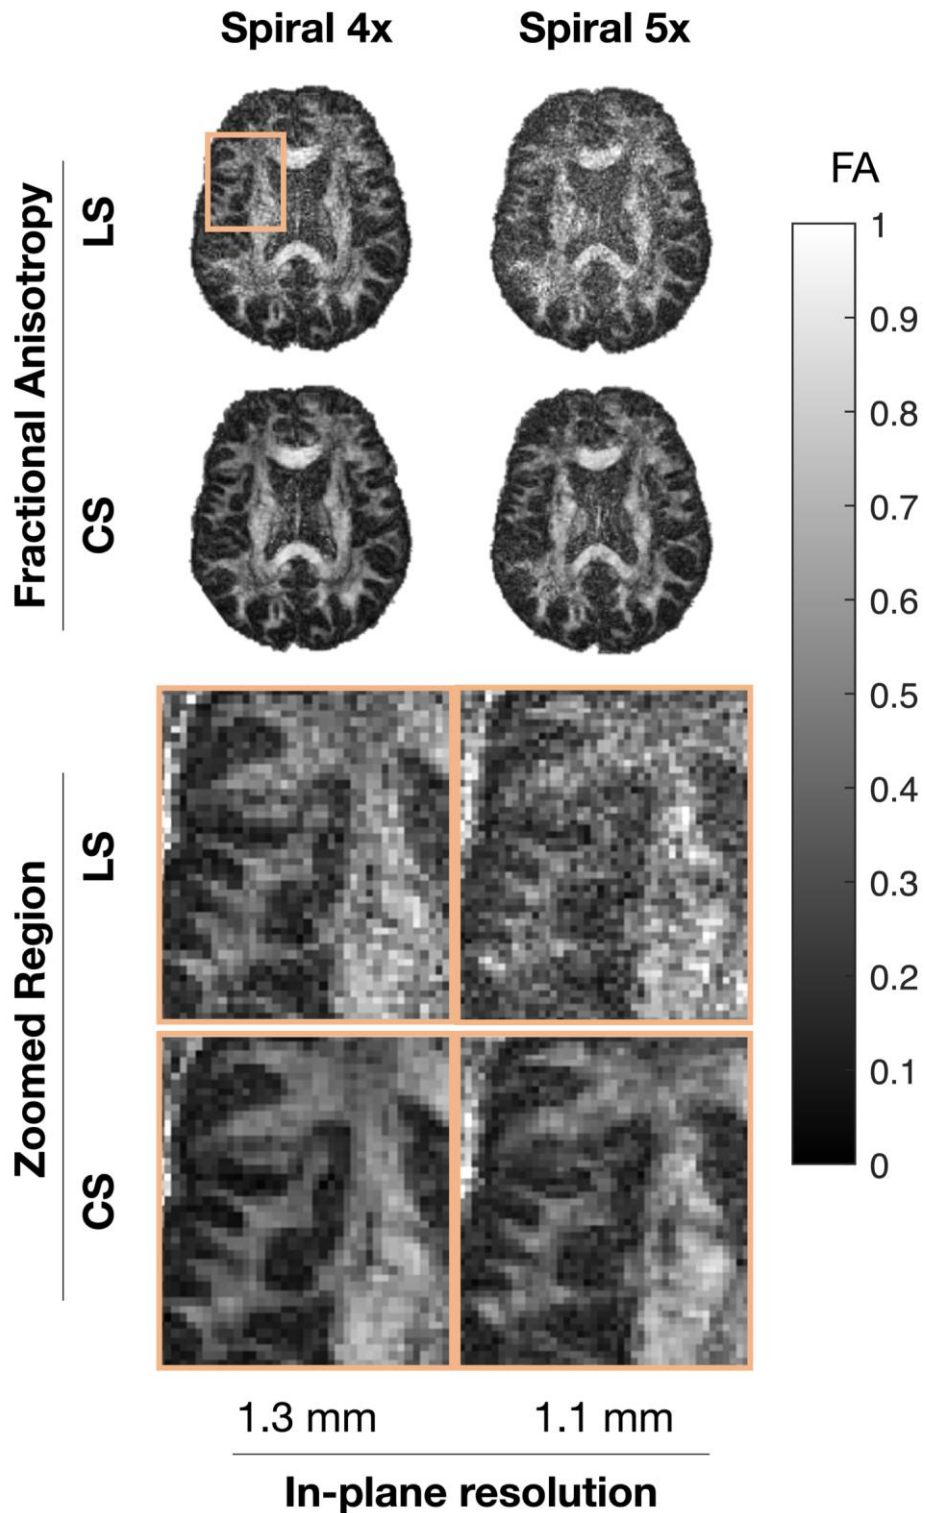 Spiral 4x Spiral 5x
Fractional Anisotropy
LS
CS
FA
1
0.9
0.8
0.7
0.6
0.5
0.4
0.3
0.2
0.1
0
Zoomed Region
LS
CS
1.3 mm 1.1 mm
In-plane resolution